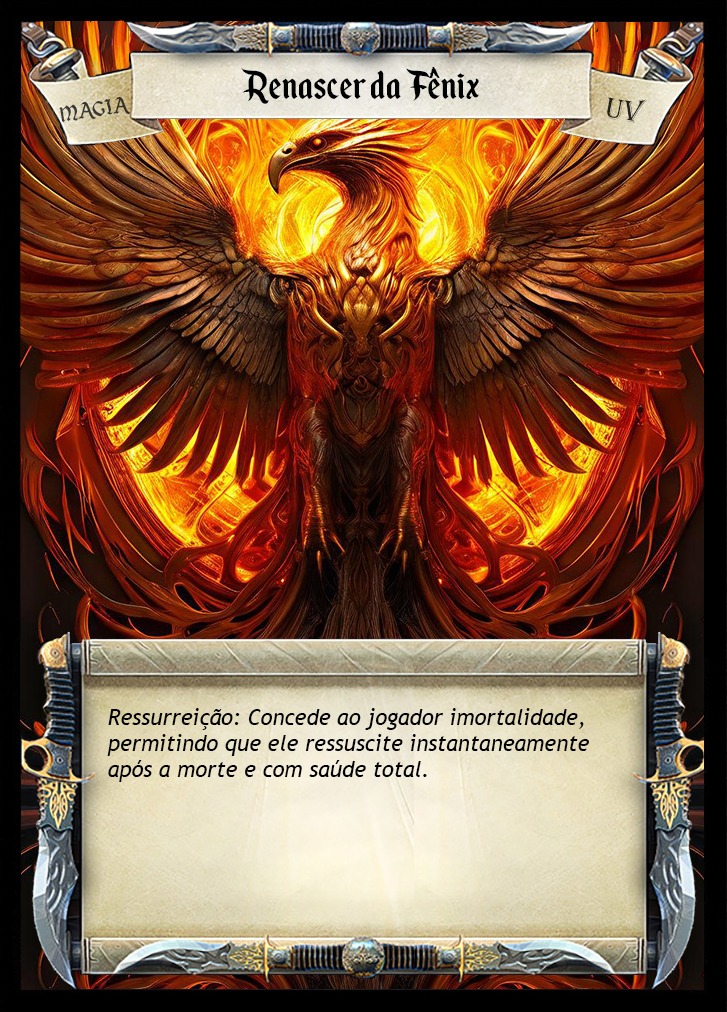 MAGIA
Renascer da Fênix
UV
Ressurreição: Concede ao jogador imortalidade,
permitindo que ele ressuscite instantaneamente
após a morte e com saúde total.